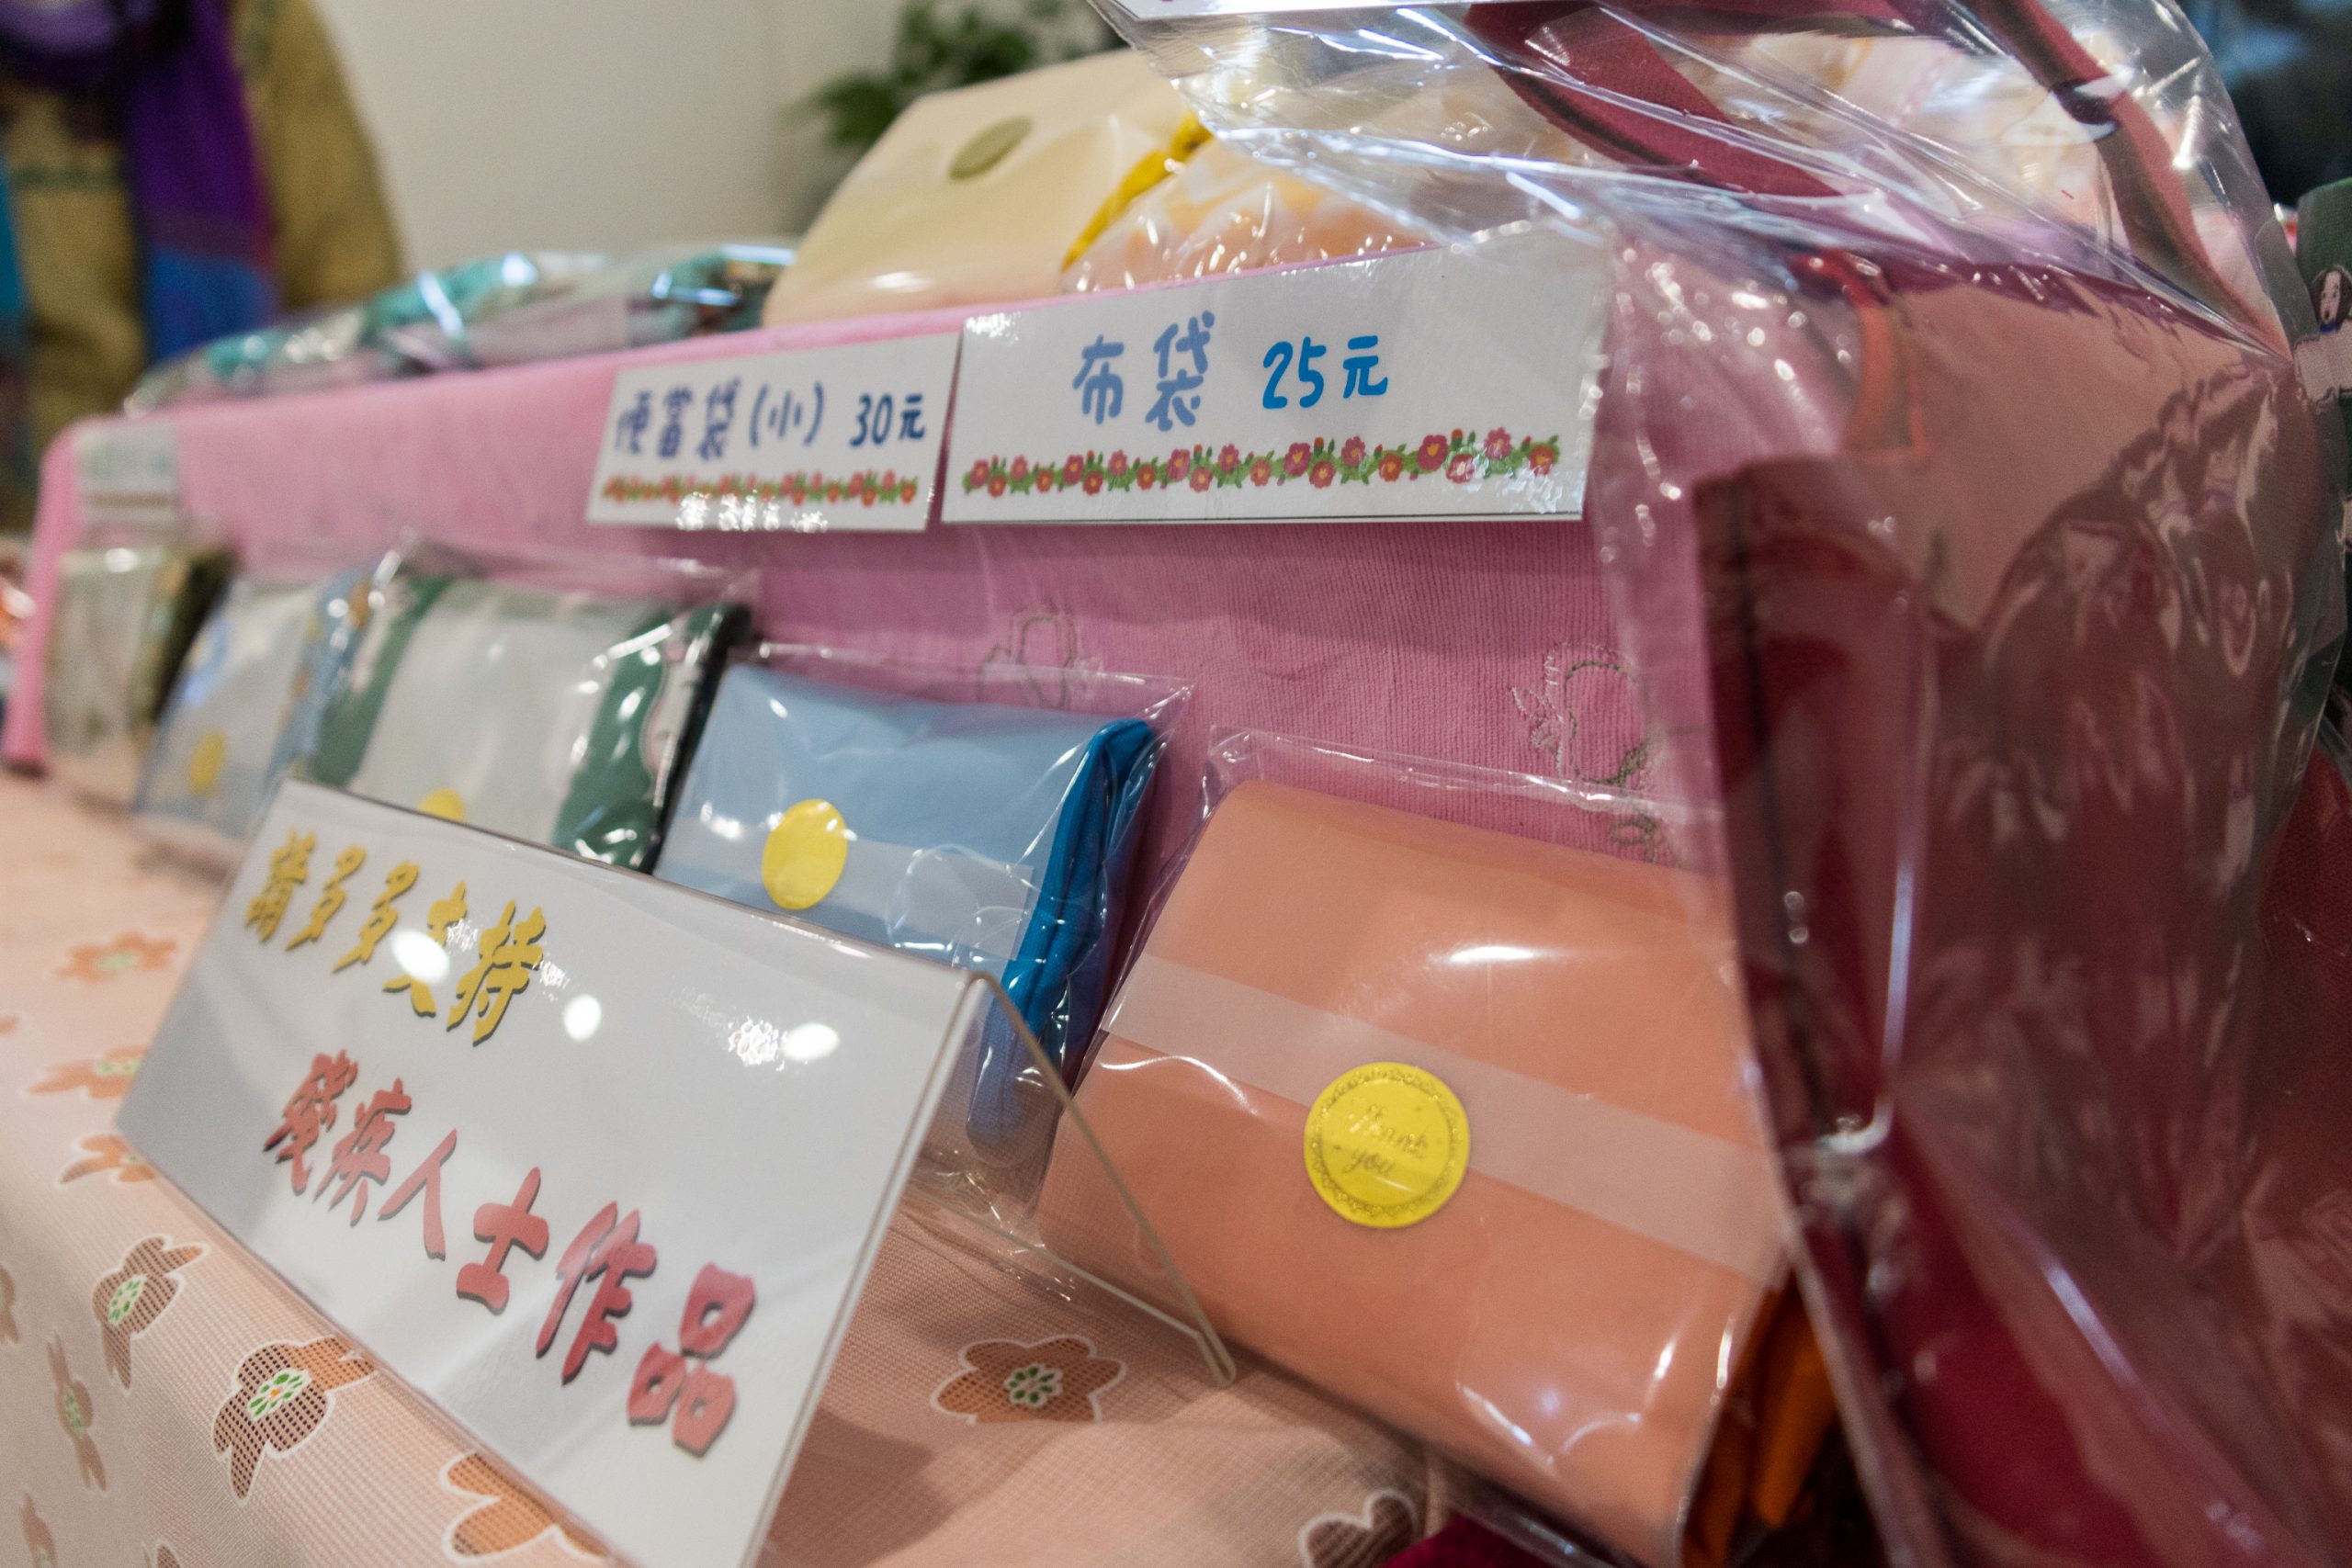 便當袋(小) 30元
布袋 25元
請多多支持
殘疾人士作品
Thank
you